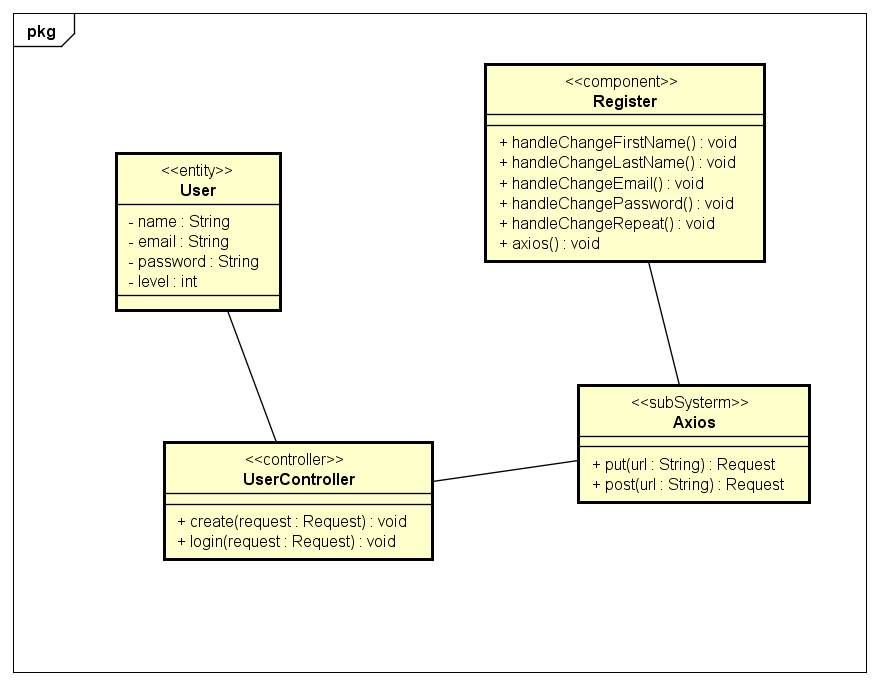 pkg
<<component>>
Register
+ handleChangeFirstName() : void
+ handleChangeLastName() : void
+ handleChangeEmail() : void
+ handleChangePassword() : void
+ handleChangeRepeat() : void
+ axios() : void
<<entity>>
User
- name : String
- email : String
- password : String
- level : int
<<subSysterm>>
Axios
+ put(url : String) : Request
+ post(url : String) : Request
<<controller>>
UserController
+ create(request : Request) : void
+ login(request : Request) : void